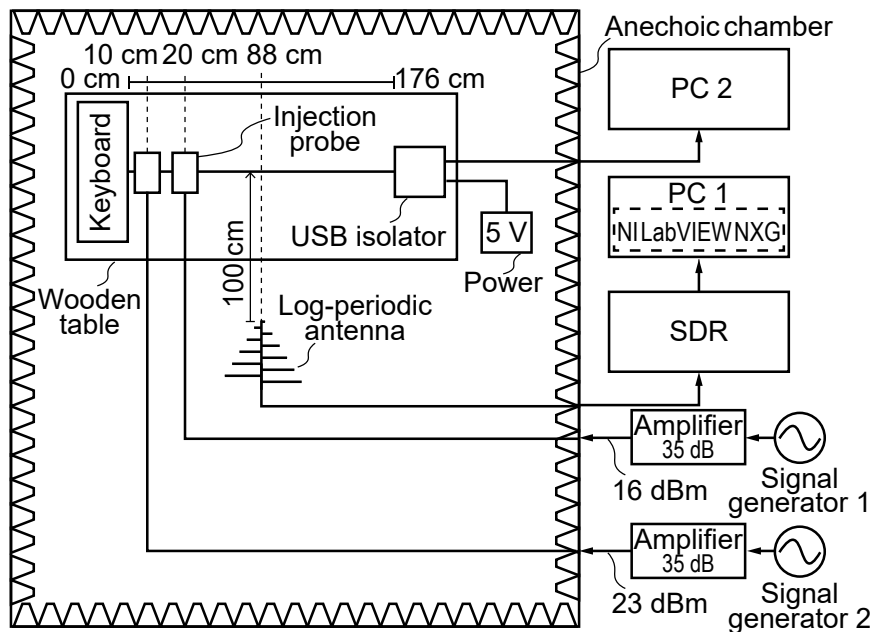 Anechoic chamber
10 cm 20 cm 88 cm
0 cm
176 cm
Injection
probe
Keyboard
USB isolator
5 V
Power
100 cm
Wooden
table
Log-periodic
antenna
PC 2
PC 1
NI LabVIEW NXG
SDR
Amplifier
35 dB
16 dBm
Signal
generator 1
Amplifier
35 dB
23 dBm
Signal
generator 2